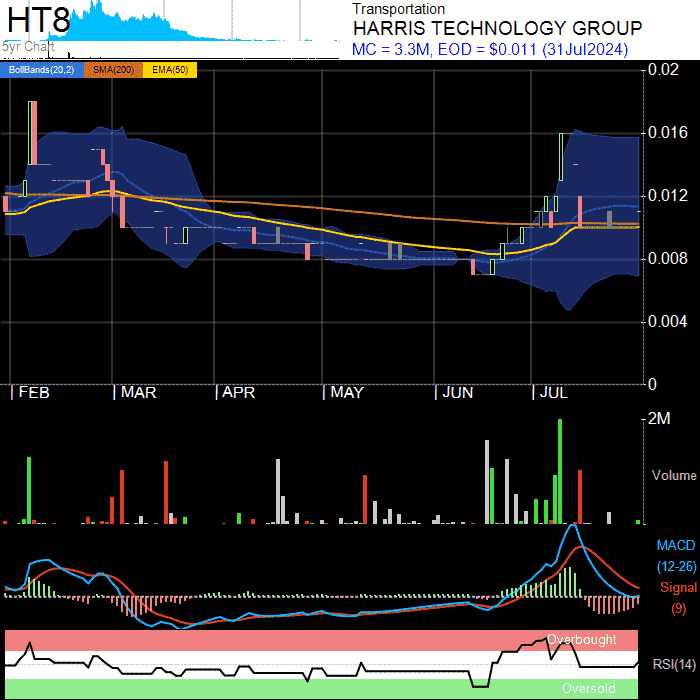 HT8
5yr Chart
Transportation
HARRIS TECHNOLOGY GROUP
MC = 3.3M, EOD = $0.011 (31Jul2024)
BollBands(20,2) SMA(200) EMA(50)
0.02
0.016
0.012
0.008
0.004
0
FEB MAR APR MAY JUN JUL
2M
Volume
MACD
(12-26)
Signal
(9)
Overbought
RSI(14)
Oversold